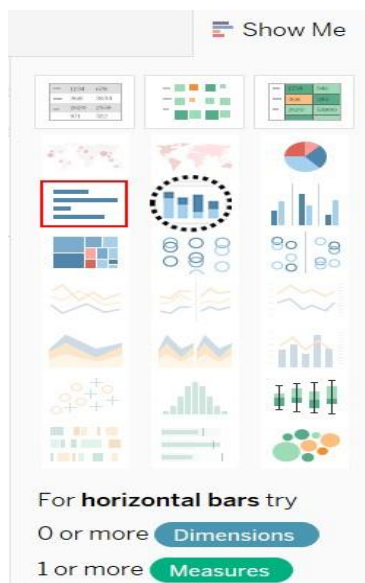 Show Me
For horizontal bars try
0 or more Dimensions
1 or more Measures